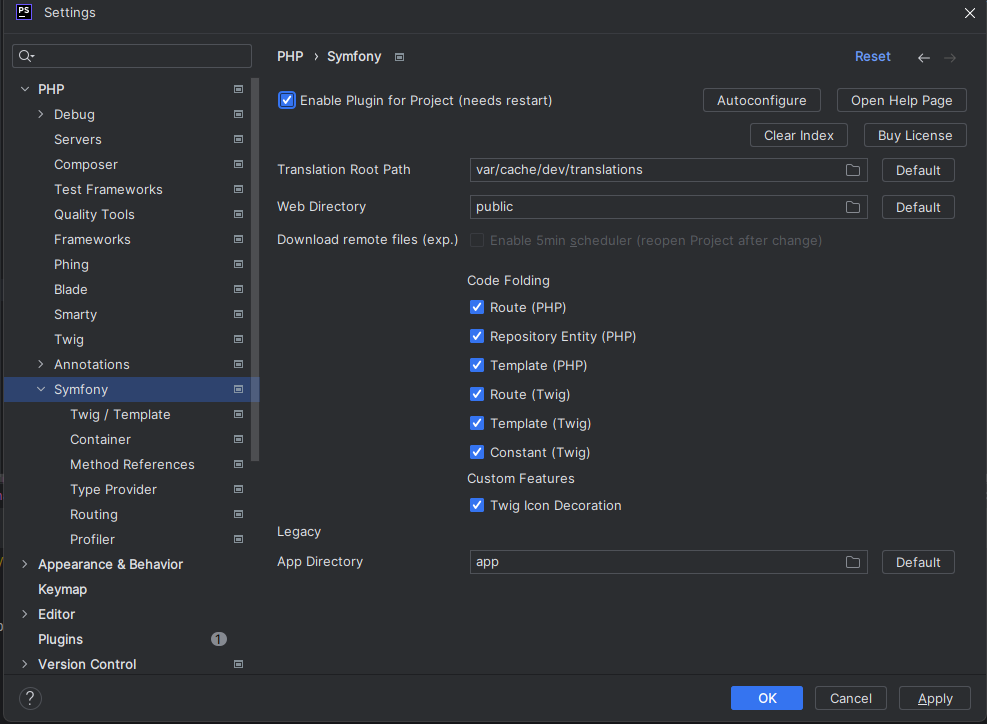 PS
Settings
PHP › Symfony
Reset
PHP
Debug
Servers
Composer
Test Frameworks
Quality Tools
Frameworks
Phing
Blade
Smarty
Twig
Annotations
Symfony
Twig / Template
Container
Method References
Type Provider
Routing
Profiler
Appearance & Behavior
Keymap
Editor
Plugins 1
Version Control
Enable Plugin for Project (needs restart)
Autoconfigure
Open Help Page
Clear Index
Buy License
Translation Root Path
var/cache/dev/translations
Default
Web Directory
public
Default
Download remote files (exp.)
Enable 5min scheduler (reopen Project after change)
Code Folding
Route (PHP)
Repository Entity (PHP)
Template (PHP)
Route (Twig)
Template (Twig)
Constant (Twig)
Custom Features
Twig Icon Decoration
Legacy
App Directory
app
Default
?
OK
Cancel
Apply